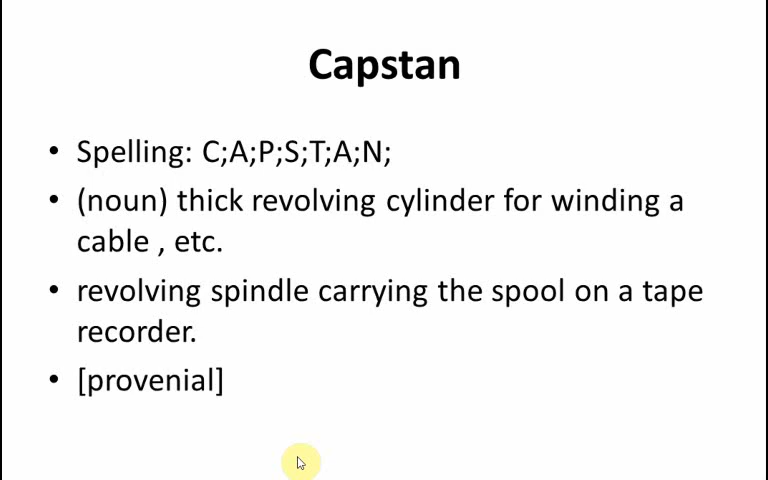 Capstan
• Spelling: C;A;P;S;T;A;N;
• (noun) thick revolving cylinder for winding a
cable , etc.
• revolving spindle carrying the spool on a tape
recorder.
• [provenial]